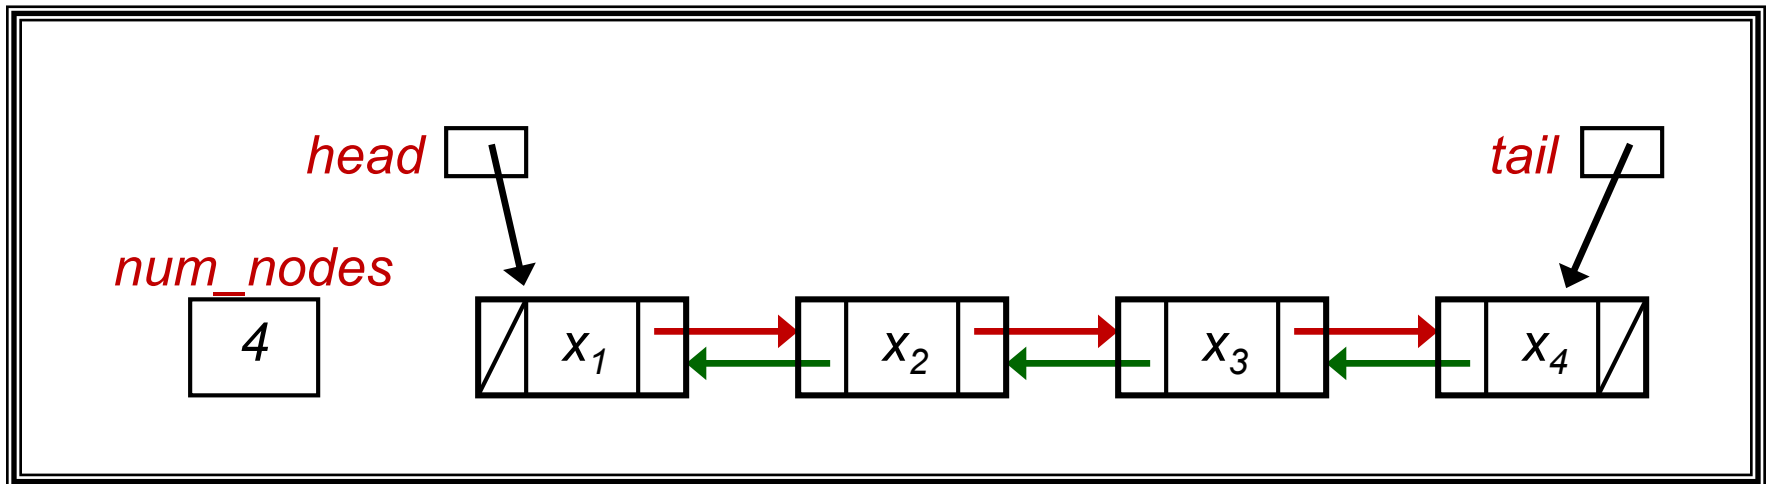 head
tail
num_nodes
4
x₁
x₂
x₃
x₄